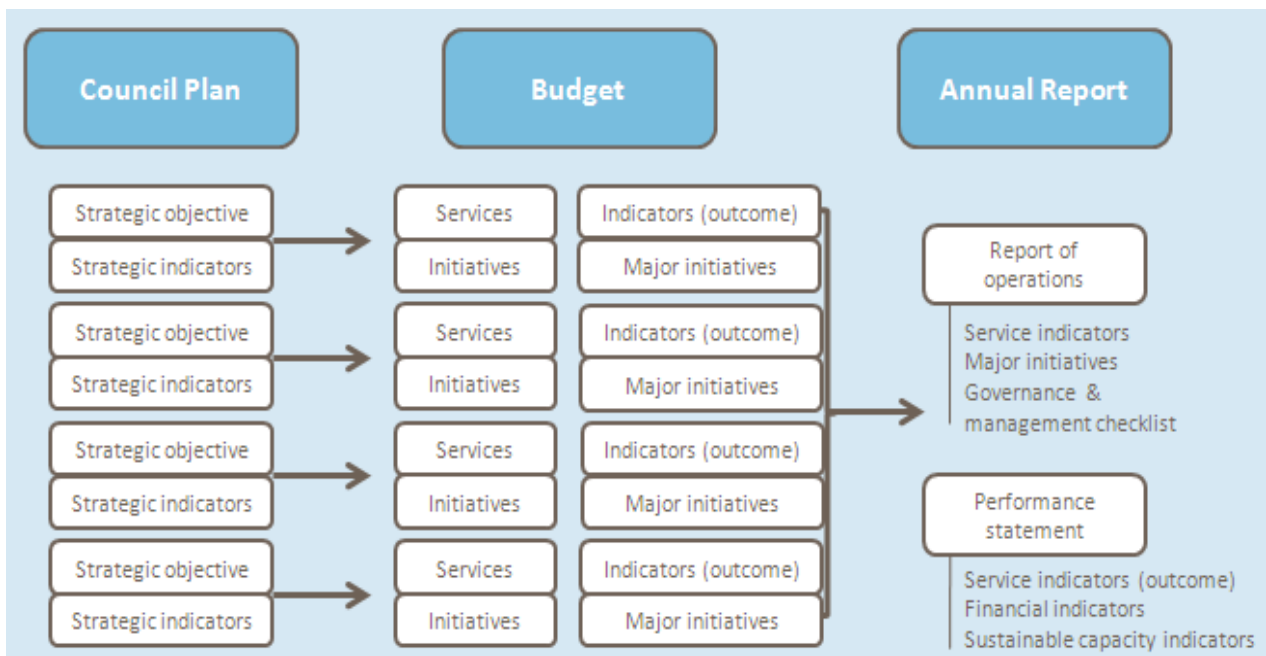 Council Plan
Budget
Annual Report
Strategic objective
Strategic indicators
Services
Initiatives
Indicators (outcome)
Major initiatives
Strategic objective
Strategic indicators
Services
Initiatives
Indicators (outcome)
Major initiatives
Strategic objective
Strategic indicators
Services
Initiatives
Indicators (outcome)
Major initiatives
Strategic objective
Strategic indicators
Services
Initiatives
Indicators (outcome)
Major initiatives
Report of
operations
Service indicators
Major initiatives
Governance &
management checklist
Performance
statement
Service indicators (outcome)
Financial indicators
Sustainable capacity indicators